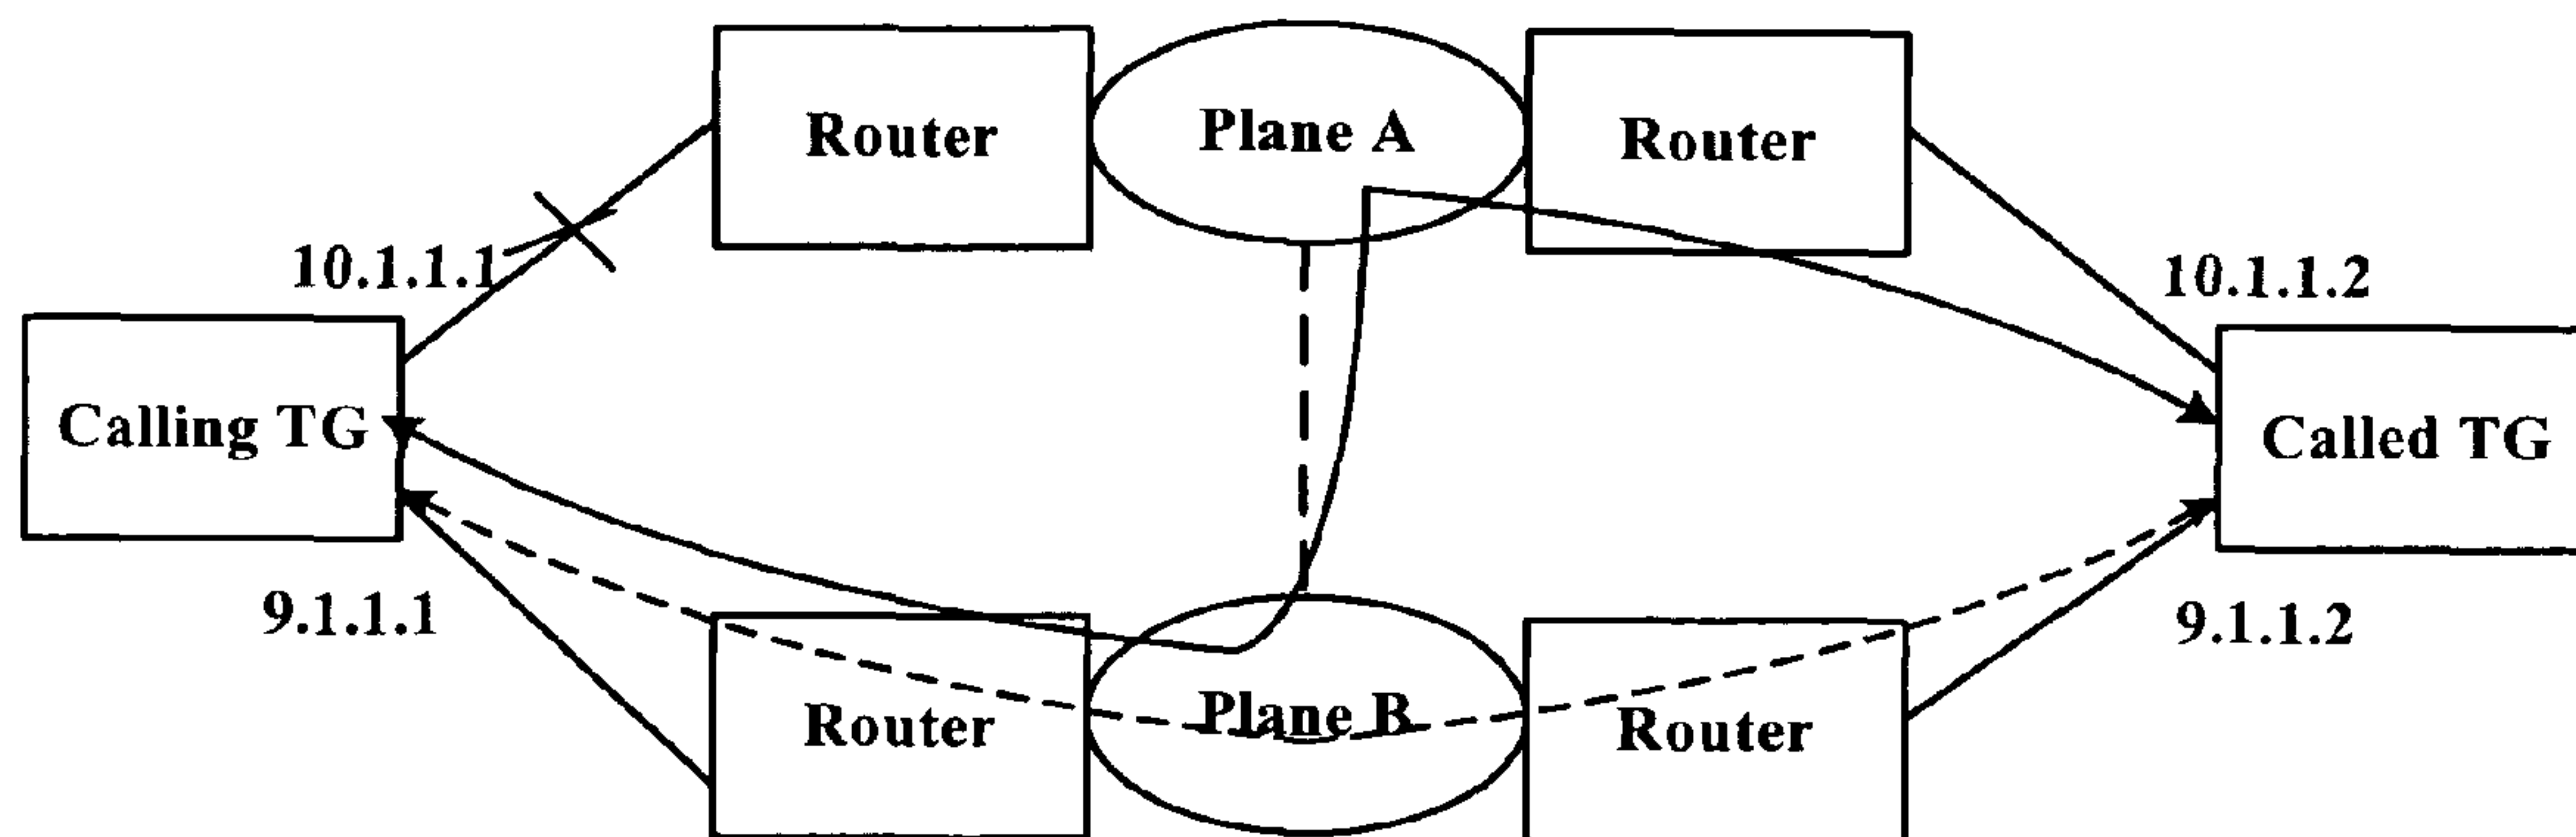 Router
Plane A
Router
10.1.1.1
10.1.1.2
Calling TG
Called TG
9.1.1.1
9.1.1.2
Router
Plane B
Router